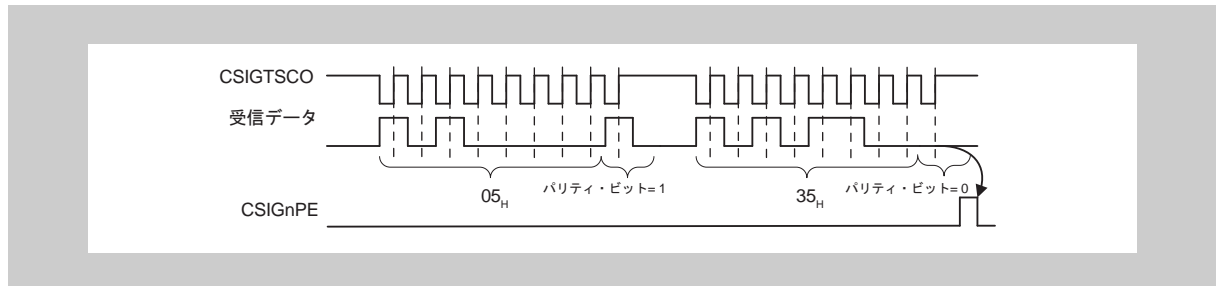 CSIGTSCO
受信データ
05H
パリティ・ビット= 1
35H
パリティ・ビット= 0
CSIGnPE